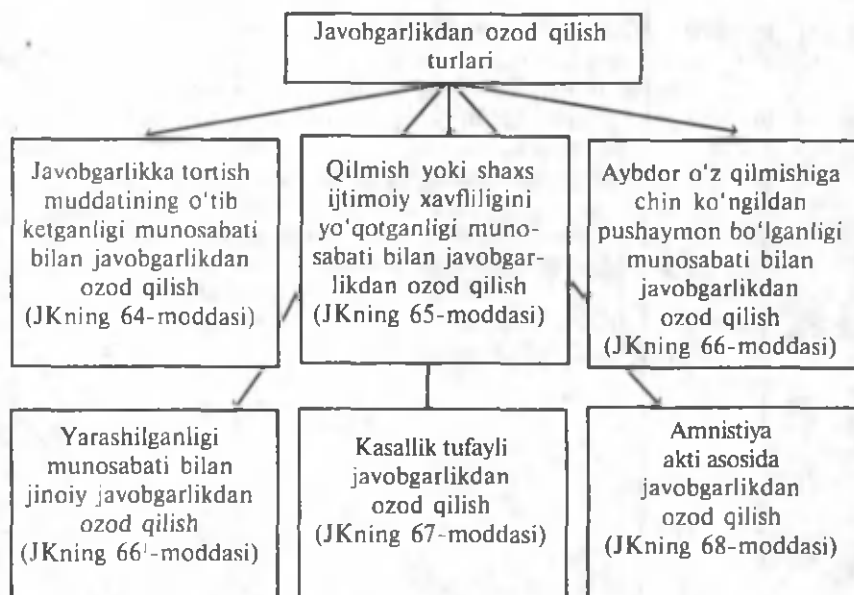 Javobgarlikdan ozod qilish
turlari
Javobgarlikka tortish
muddatining o‘tib
ketganligi munosabati
bilan javobgarlikdan
ozod qilish
(JKning 64-moddasi)
Qilmish yoki shaxs
ijtimoiy xavfliligini
yo‘qotganligi muno-
sabati bilan javobgar-
likdan ozod qilish
(JKning 65-moddasi)
Aybdor o‘z qilmishiga
chin ko‘ngildan
pushaymon bo‘lganligi
munosabati bilan
javobgarlikdan
ozod qilish
(JKning 66-moddasi)
Yarashilganligi
munosabati bilan
jinoiy javobgarlikdan
ozod qilish
(JKning 66¹-moddasi)
Kasallik tufayli
javobgarlikdan
ozod qilish
(JKning 67-moddasi)
Amnistiya
akti asosida
javobgarlikdan
ozod qilish
(JKning 68-moddasi)